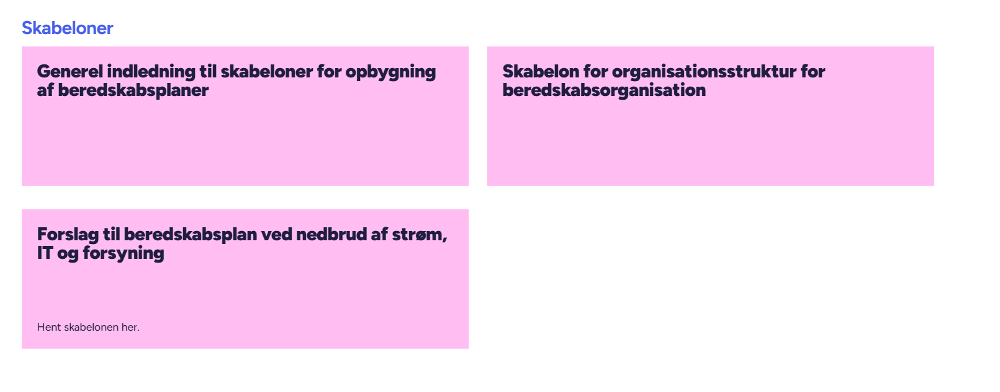 Skabeloner
Generel indledning til skabeloner for opbygning
af beredskabsplaner
Skabelon for organisationsstruktur for
beredskabsorganisation
Forslag til beredskabsplan ved nedbrud af strøm,
IT og forsyning
Hent skabelonen her.